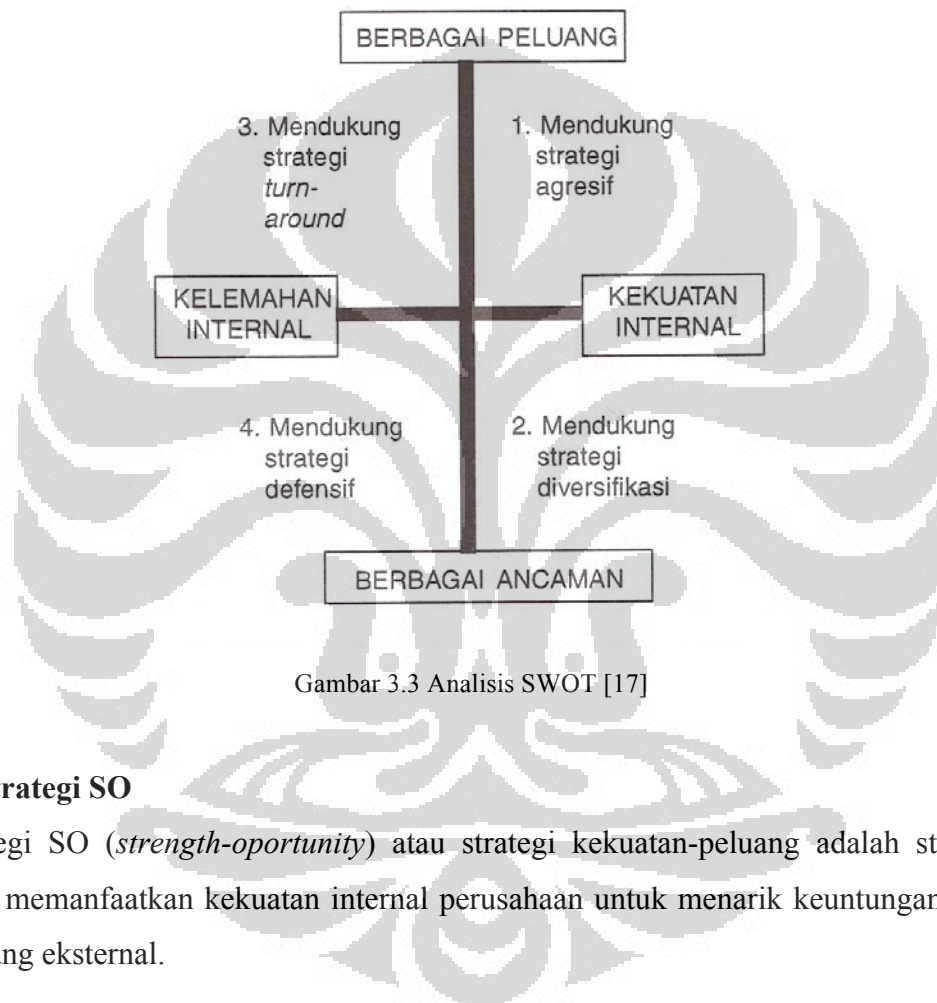 BERBAGAI PELUANG
3. Mendukung
strategi
turn-
around
1. Mendukung
strategi
agresif
KELEMAHAN
INTERNAL
KEKUATAN
INTERNAL
4. Mendukung
strategi
defensif
2. Mendukung
strategi
diversifikasi
BERBAGAI ANCAMAN
Gambar 3.3 Analisis SWOT [17]
trategi SO
egi SO (strength-oportunity) atau strategi kekuatan-peluang adalah st
memanfaatkan kekuatan internal perusahaan untuk menarik keuntungan
ang eksternal.